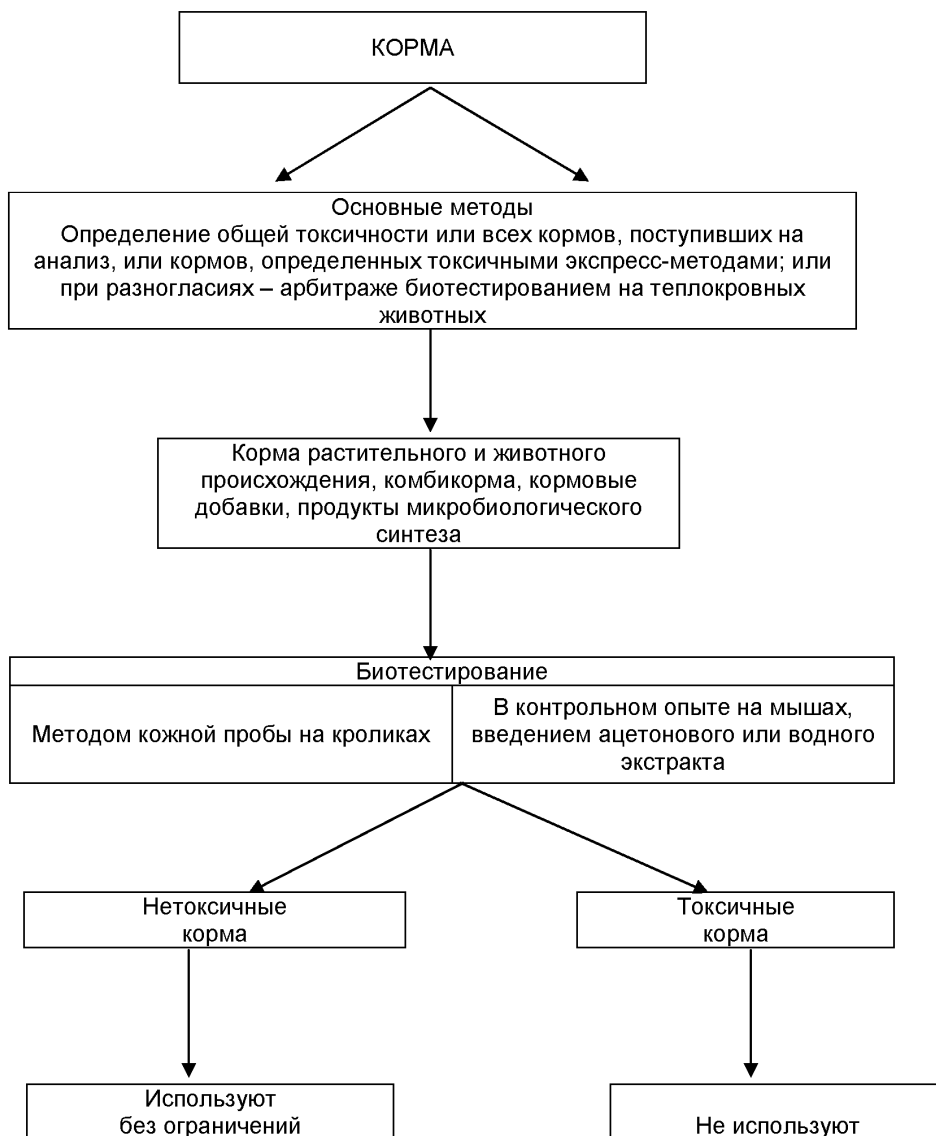 КОРМА
Основные методы
Определение общей токсичности или всех кормов, поступивших на
анализ, или кормов, определенных токсичными экспресс-методами; или
при разногласиях – арбитраже биотестированием на теплокровных
животных
Корма растительного и животного
происхождения, комбикорма, кормовые
добавки, продукты микробиологического
синтеза
Биотестирование
Методом кожной пробы на кроликах
В контрольном опыте на мышах,
введением ацетонового или водного
экстракта
Нетоксичные
корма
Токсичные
корма
Используют
без ограничений
Не используют